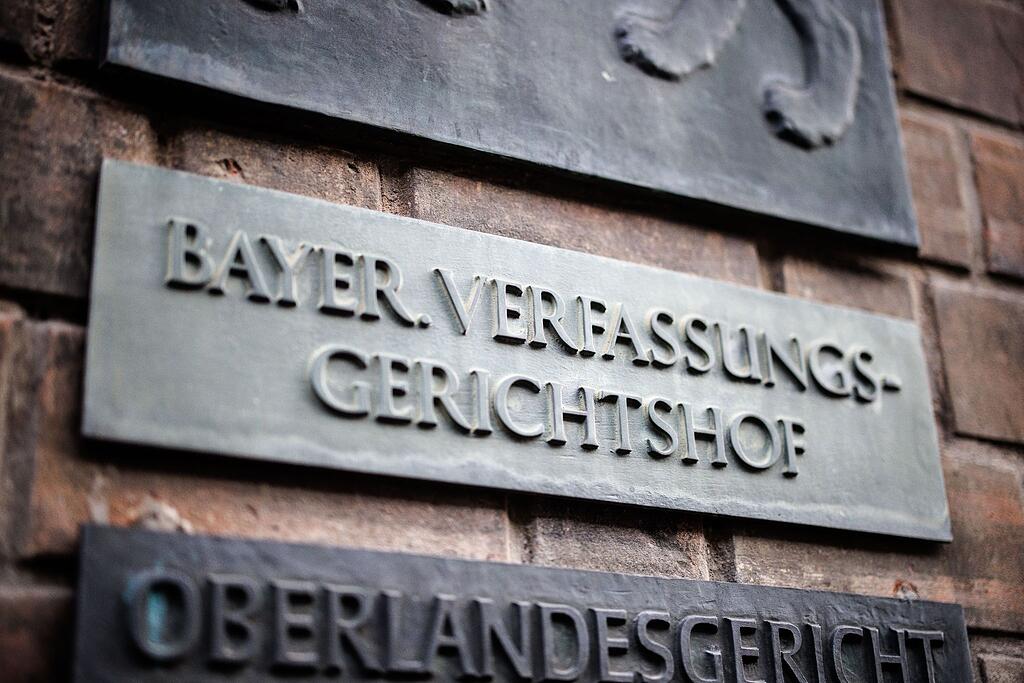 BAYER. VERFASSUNGS-
GERICHTSHOF
OBERLANDESGERICHT